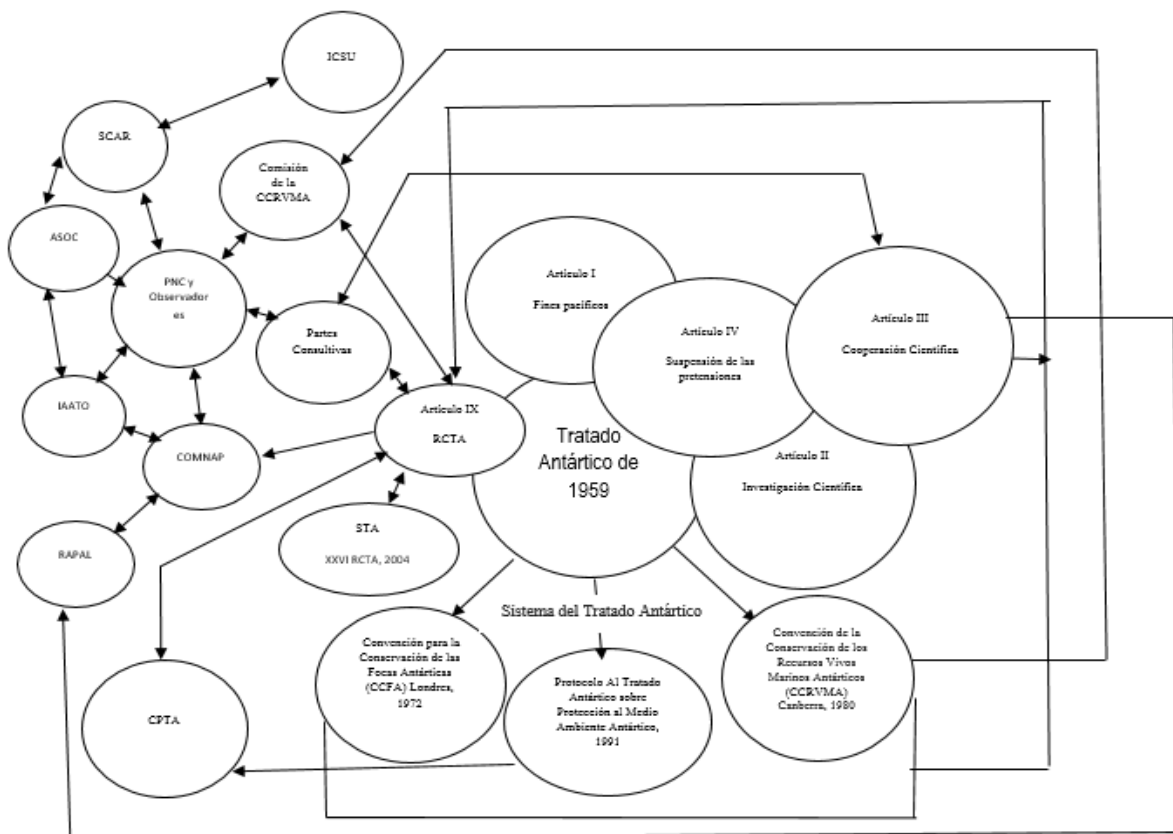 ICSU
SCAR
Comisión
de la
CCRVMA
ASOC
PNC y
Observador
es
Partes
Consultivas
IAATO
COMNAP
RAPAL
Artículo IX
RCTA
STA
XXVI RCTA, 2004
CPTA
Artículo I
Fines pacíficos
Artículo IV
Suspensión de las
pretensiones
Artículo III
Cooperación Científica
Artículo II
Investigación Científica
Tratado
Antártico de
1959
Sistema del Tratado Antártico
Convención para la
Conservación de las
Focas Antárticas
(CCFA) Londres,
1972
Protocolo Al Tratado
Antártico sobre
Protección al Medio
Ambiente Antártico,
1991
Convención de la
Conservación de los
Recursos Vivos
Marinos Antárticos
(CCRVMA)
Canberra, 1980